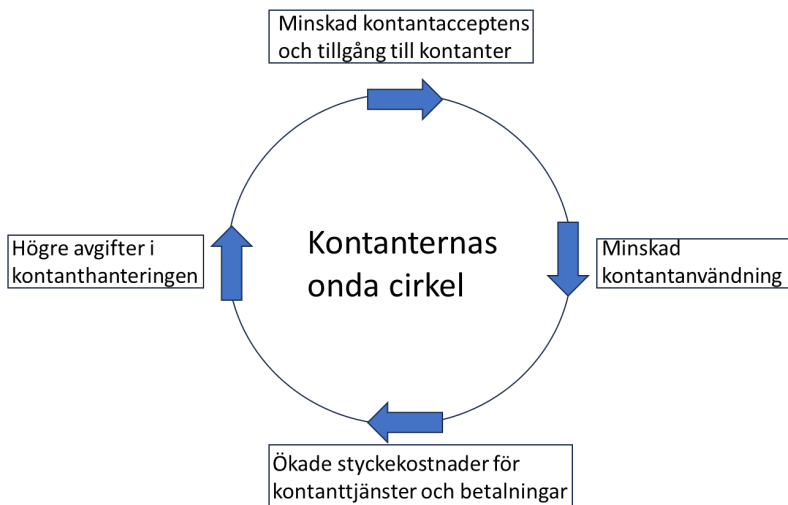 Minskad kontantacceptens
och tillgång till kontanter
Kontanternas
onda cirkel
Högre avgifter i
kontanthanteringen
Minskad
kontantanvändning
Ökade styckekostnader för
kontanttjänster och betalningar